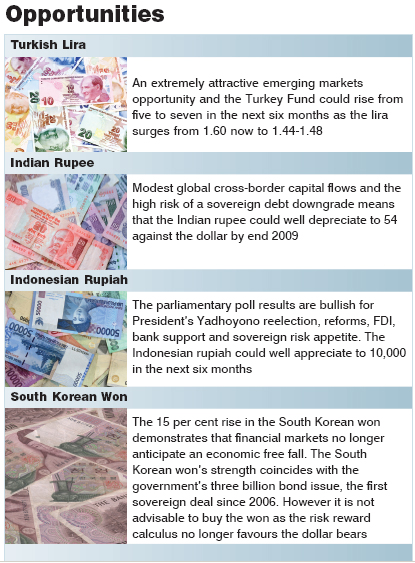 Opportunities
Turkish Lira
An extremely attractive emerging markets
opportunity and the Turkey Fund could rise from
five to seven in the next six months as the lira
surges from 1.60 now to 1.44-1.48
Indian Rupee
Modest global cross-border capital flows and the
high risk of a sovereign debt downgrade means
that the Indian rupee could well depreciate to 54
against the dollar by end 2009
Indonesian Rupiah
The parliamentary poll results are bullish for
President's Yadhoyono reelection, reforms, FDI,
bank support and sovereign risk appetite. The
Indonesian rupiah could well appreciate to 10,000
in the next six months
South Korean Won
The 15 per cent rise in the South Korean won
demonstrates that financial markets no longer
anticipate an economic free fall. The South
Korean won's strength coincides with the
government's three billion bond issue, the first
sovereign deal since 2006. However it is not
advisable to buy the won as the risk reward
calculus no longer favours the dollar bears